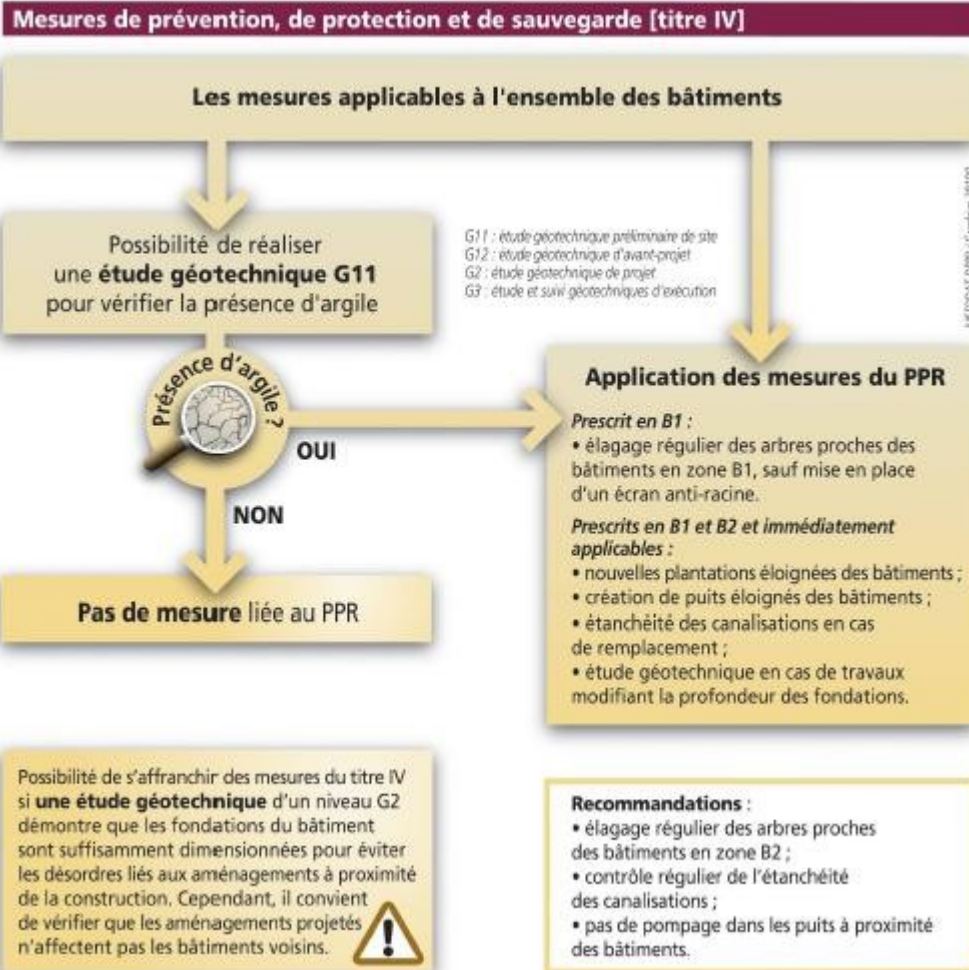 Mesures de prévention, de protection et de sauvegarde [titre IV]
Les mesures applicables à l'ensemble des bâtiments
Possibilité de réaliser
une étude géotechnique G11
pour vérifier la présence d'argile
G11 : étude géotechnique préliminaire de site
G12 : étude géotechnique d'avant-projet
G2 : étude géotechnique de projet
G3 : étude et suivi géotechniques d'exécution
Présence d'argile ?
OUI
NON
Pas de mesure liée au PPR
Application des mesures du PPR
Prescrit en B1 :
• élagage régulier des arbres proches des
bâtiments en zone B1, sauf mise en place
d'un écran anti-racine.
Prescrits en B1 et B2 et immédiatement
applicables :
• nouvelles plantations éloignées des bâtiments ;
• création de puits éloignés des bâtiments ;
• étanchéité des canalisations en cas
de remplacement ;
• étude géotechnique en cas de travaux
modifiant la profondeur des fondations.
Possibilité de s'affranchir des mesures du titre IV
si une étude géotechnique d'un niveau G2
démontre que les fondations du bâtiment
sont suffisamment dimensionnées pour éviter
les désordres liés aux aménagements à proximité
de la construction. Cependant, il convient
de vérifier que les aménagements projetés
n'affectent pas les bâtiments voisins.
!
Recommandations :
• élagage régulier des arbres proches
des bâtiments en zone B2 ;
• contrôle régulier de l'étanchéité
des canalisations ;
• pas de pompage dans les puits à proximité
des bâtiments.